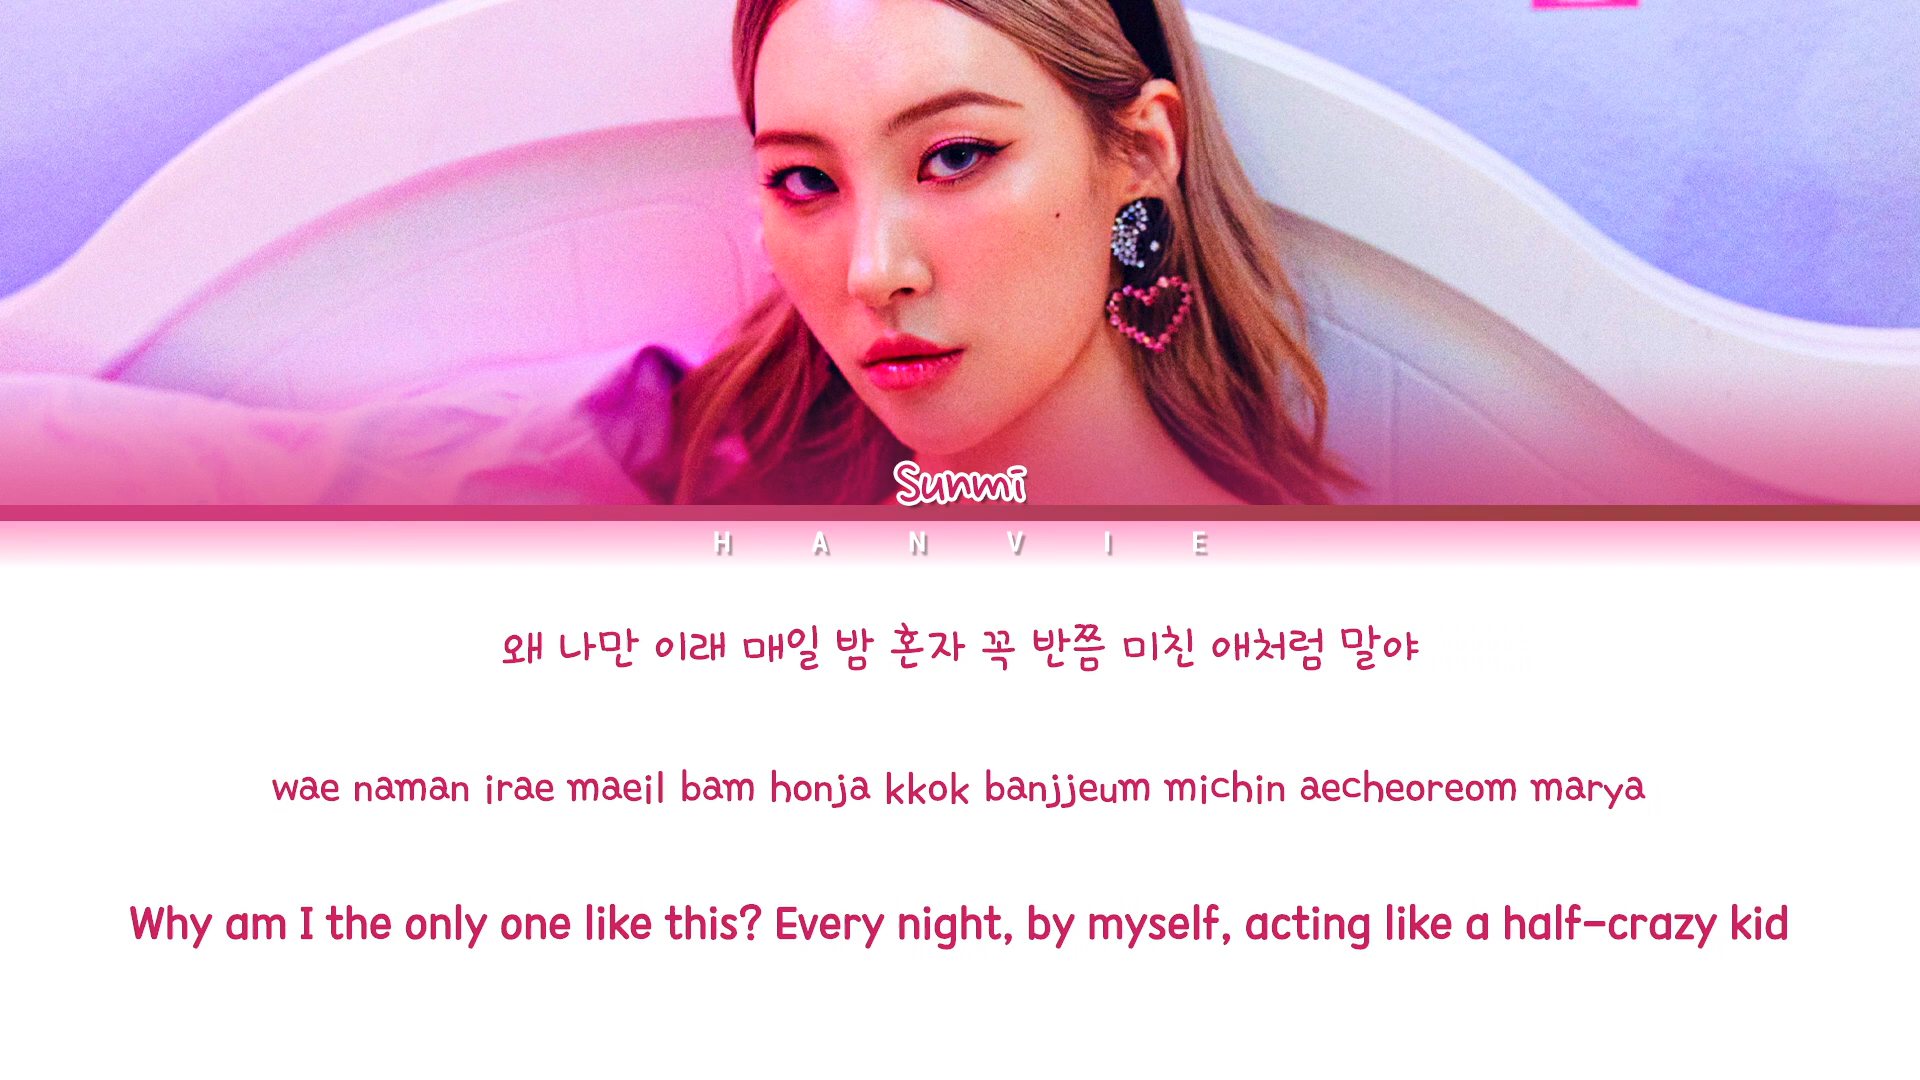 Sunmi
HANVIE
왜 나만 이래 매일 밤 혼자 꼭 반쯤 미친 애처럼 말야
wae naman irae maeil bam honja kkok banjjeum michin aecheoreom marya
Why am I the only one like this? Every night, by myself, acting like a half-crazy kid